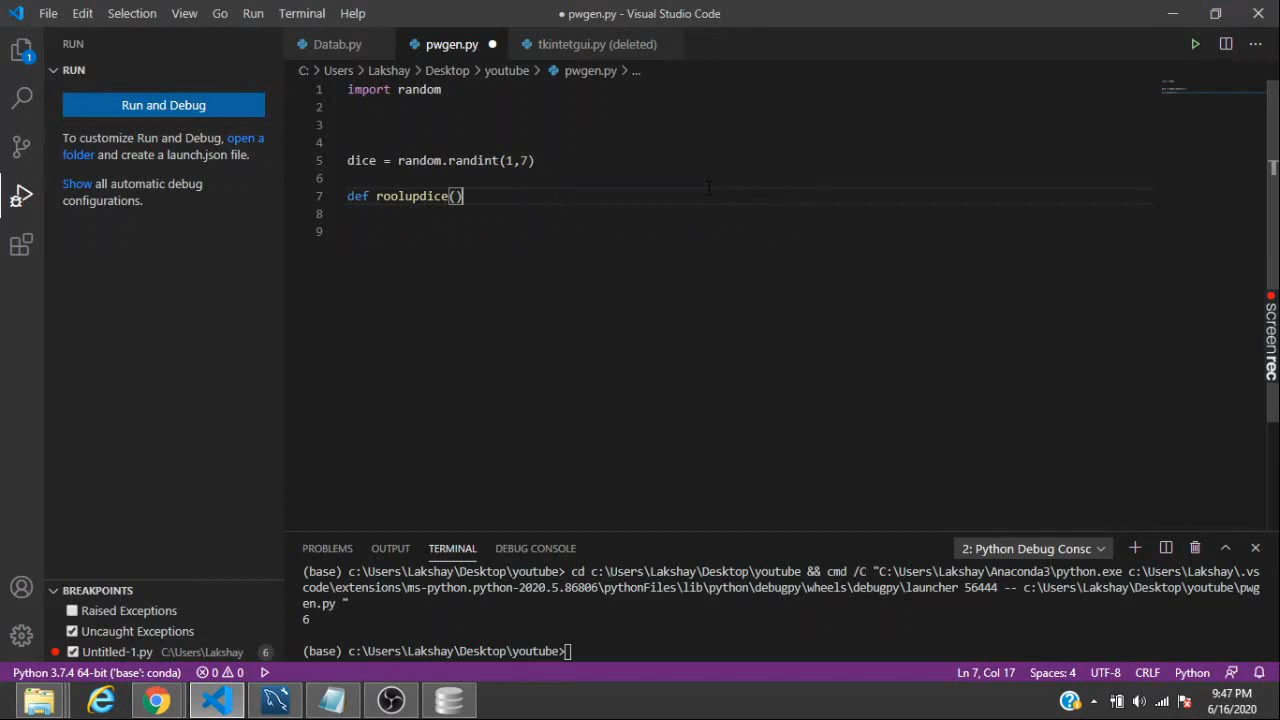 File Edit Selection View Go Run Terminal Help
● pwgen.py - Visual Studio Code
RUN
Datab.py
pwgen.py ●
tkintetgui.py (deleted)
RUN
C: > Users > Lakshay > Desktop > youtube > pwgen.py > ...
Run and Debug
To customize Run and Debug, open a
folder and create a launch.json file.
Show all automatic debug
configurations.
1 import random
2
3
4
5 dice = random.randint(1,7)
6
7 def roolupdice()
8
9
1
screenrec
PROBLEMS OUTPUT TERMINAL DEBUG CONSOLE
2: Python Debug Consc
(base) c:\Users\Lakshay\Desktop\youtube> cd c:\Users\Lakshay\Desktop\youtube && cmd /C "C:\Users\Lakshay\Anaconda3\python.exe c:\Users\Lakshay\.vs
code\extensions\ms-python.python-2020.5.86806\pythonFiles\lib\python\debugpy\wheels\debugpy\launcher 56444 -- c:\Users\Lakshay\Desktop\youtube\pwg
en.py "
6
(base) c:\Users\Lakshay\Desktop\youtube>
BREAKPOINTS
Raised Exceptions
Uncaught Exceptions
Untitled-1.py C:\Users\Lakshay 6
Python 3.7.4 64-bit ('base': conda) 0 0
Ln 7, Col 17 Spaces: 4 UTF-8 CRLF Python
9:47 PM
6/16/2020